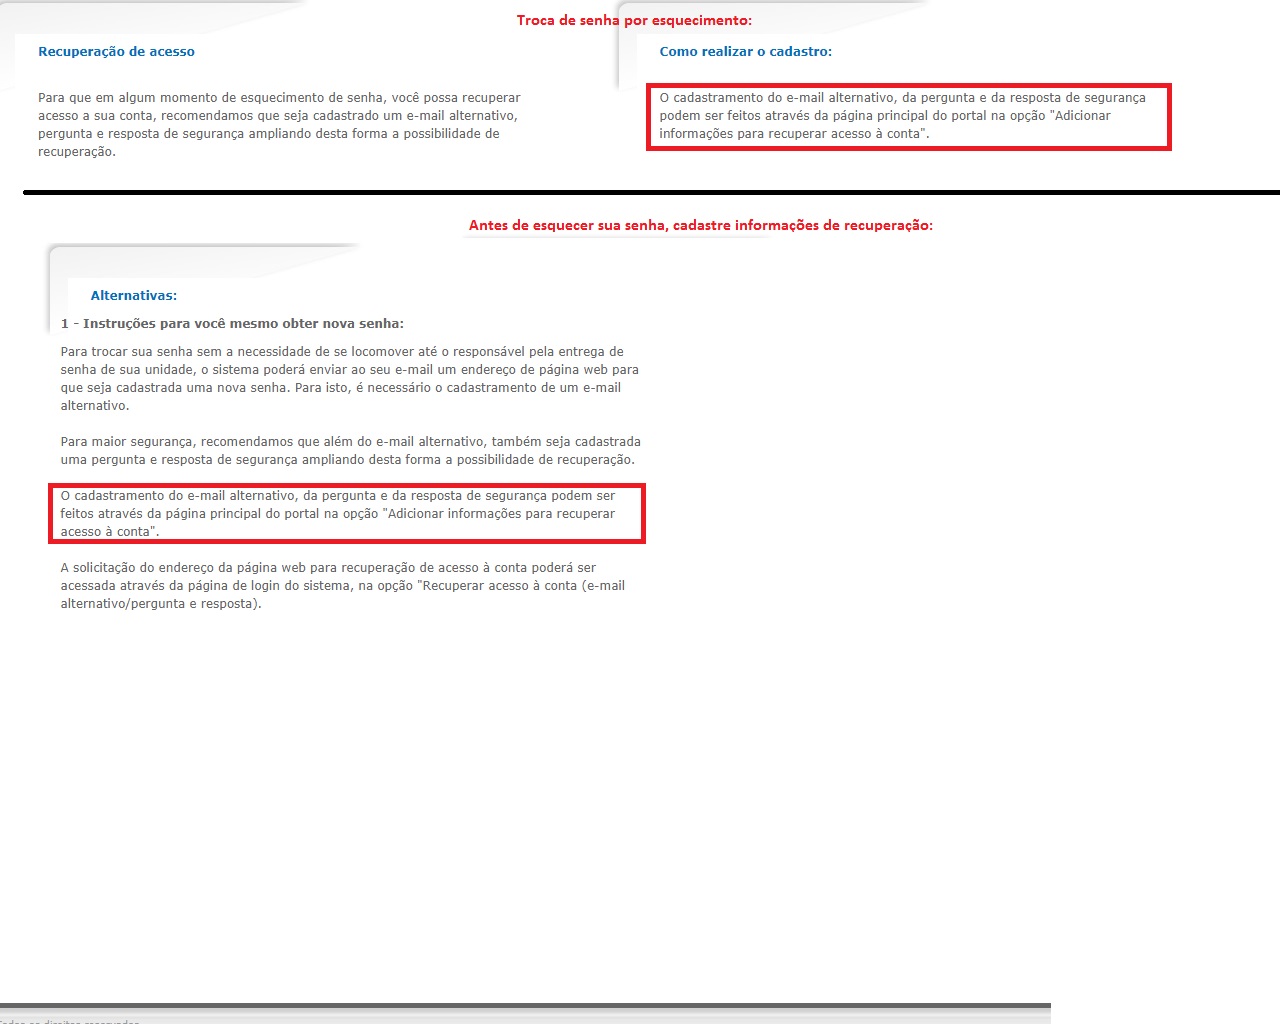 Troca de senha por esquecimento:
Recuperação de acesso
Para que em algum momento de esquecimento de senha, você possa recuperar
acesso a sua conta, recomendamos que seja cadastrado um e-mail alternativo,
pergunta e resposta de segurança ampliando desta forma a possibilidade de
recuperação.
Como realizar o cadastro:
O cadastramento do e-mail alternativo, da pergunta e da resposta de segurança
podem ser feitos através da página principal do portal na opção "Adicionar
informações para recuperar acesso à conta".
Antes de esquecer sua senha, cadastre informações de recuperação:
Alternativas:
1 - Instruções para você mesmo obter nova senha:
Para trocar sua senha sem a necessidade de se locomover até o responsável pela entrega de
senha de sua unidade, o sistema poderá enviar ao seu e-mail um endereço de página web para
que seja cadastrada uma nova senha. Para isto, é necessário o cadastramento de um e-mail
alternativo.
Para maior segurança, recomendamos que além do e-mail alternativo, também seja cadastrada
uma pergunta e resposta de segurança ampliando desta forma a possibilidade de recuperação.
O cadastramento do e-mail alternativo, da pergunta e da resposta de segurança podem ser
feitos através da página principal do portal na opção "Adicionar informações para recuperar
acesso à conta".
A solicitação do endereço da página web para recuperação de acesso à conta poderá ser
acessada através da página de login do sistema, na opção "Recuperar acesso à conta (e-mail
alternativo/pergunta e resposta).